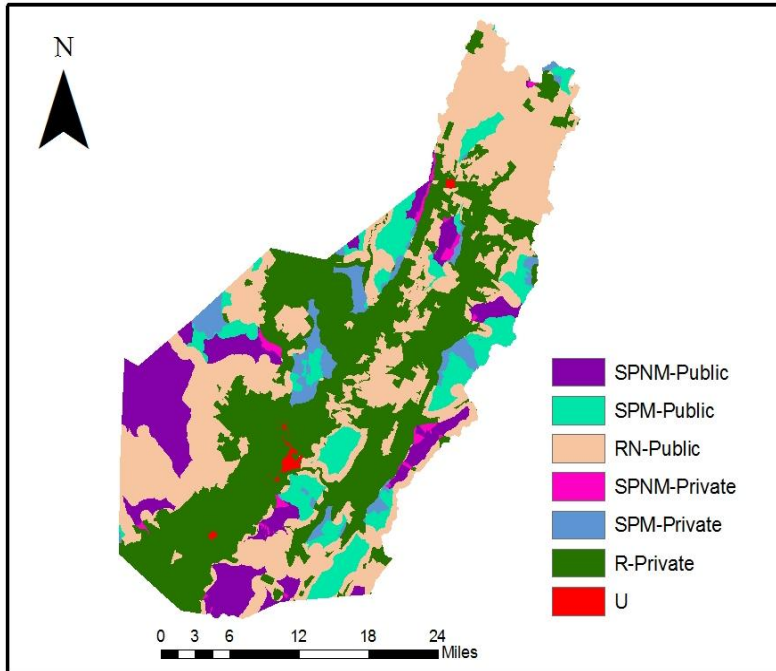 N
SPNM-Public
SPM-Public
RN-Public
SPNM-Private
SPM-Private
R-Private
U
0 3 6 12 18 24
Miles